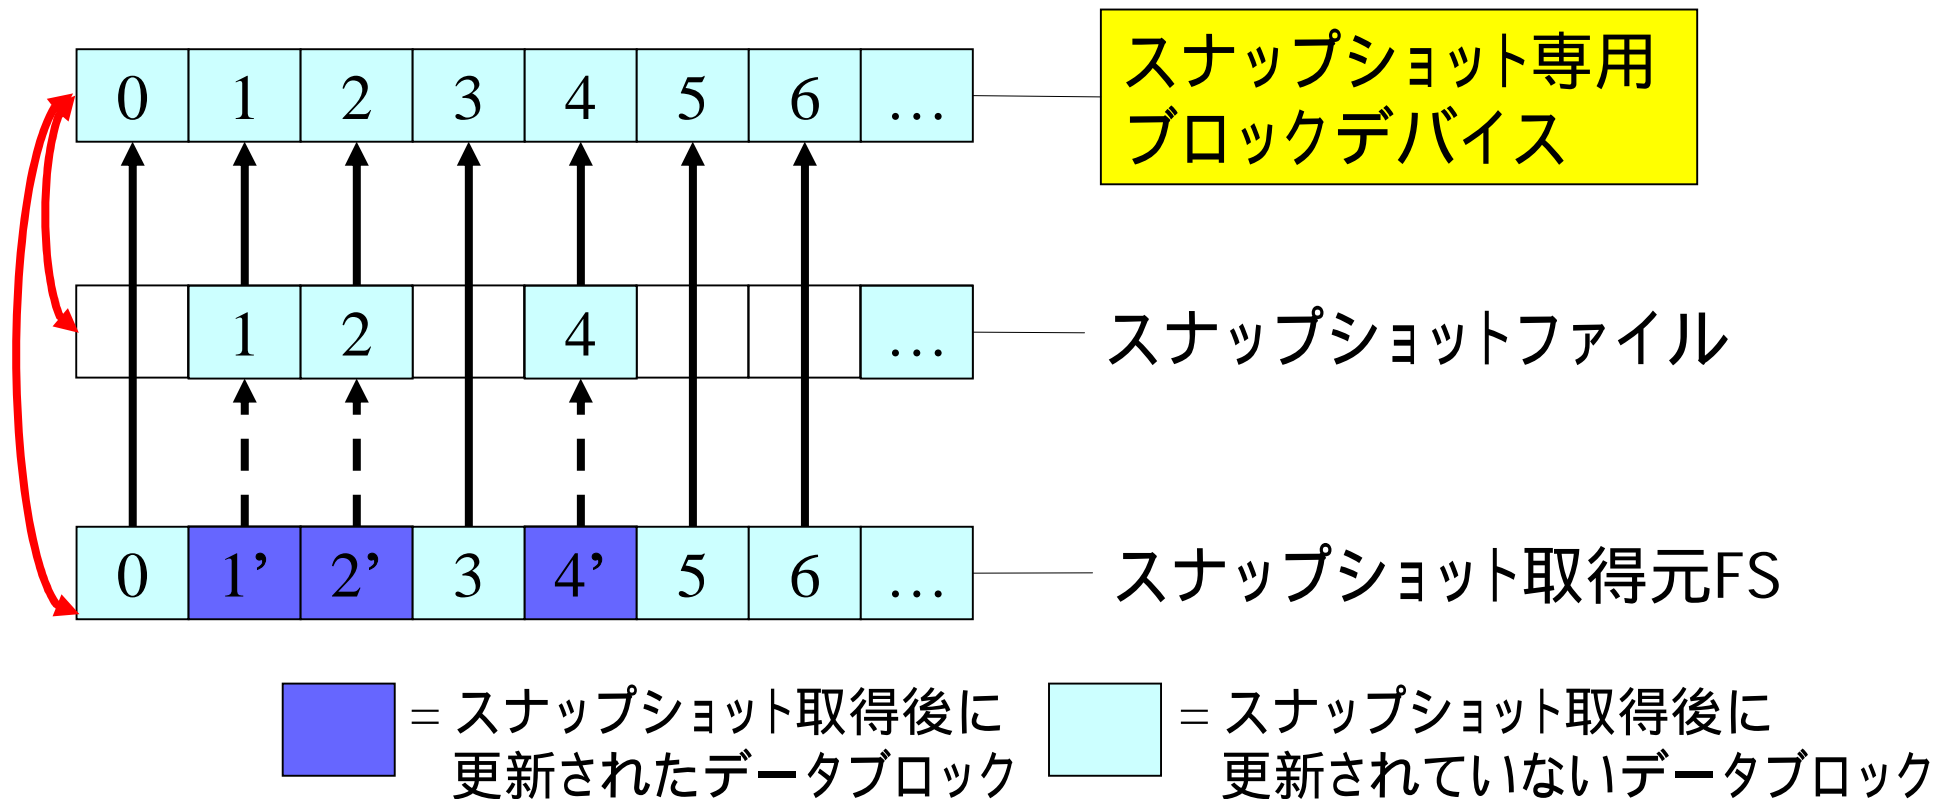 0 1 2 3 4 5 6 …
スナップショット専用
ブロックデバイス
1 2 4 …
スナップショットファイル
0 1’ 2’ 3 4’ 5 6 …
スナップショット取得元FS
= スナップショット取得後に
更新されたデータブロック
= スナップショット取得後に
更新されていないデータブロック